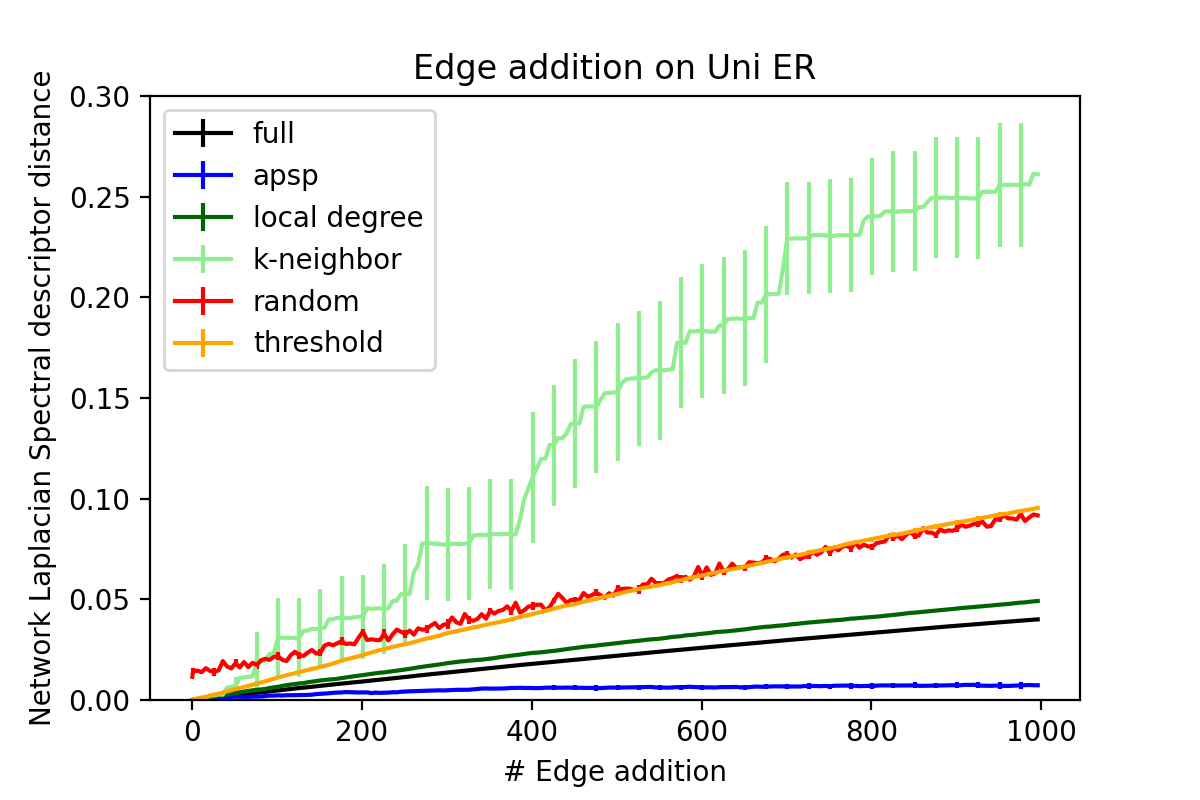 Edge addition on Uni ER
Network Laplacian Spectral descriptor distance
0.30
0.25
0.20
0.15
0.10
0.05
0.00
full
apsp
local degree
k-neighbor
random
threshold
0 200 400 600 800 1000
# Edge addition